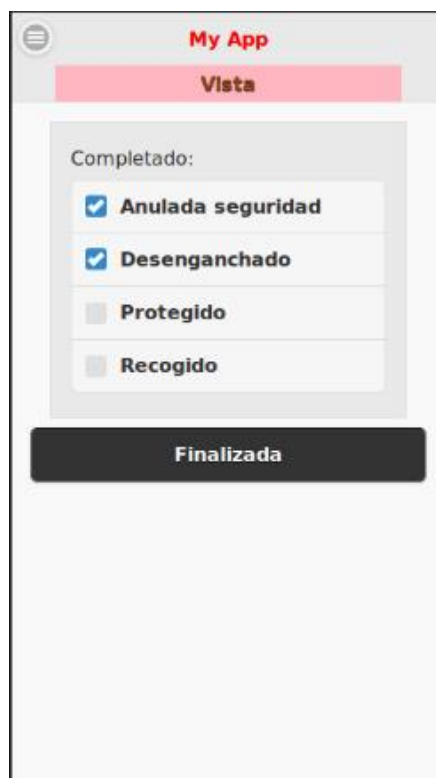 My App
Vista
Completado:
Anulada seguridad
Desenganchado
Protegido
Recogido
Finalizada